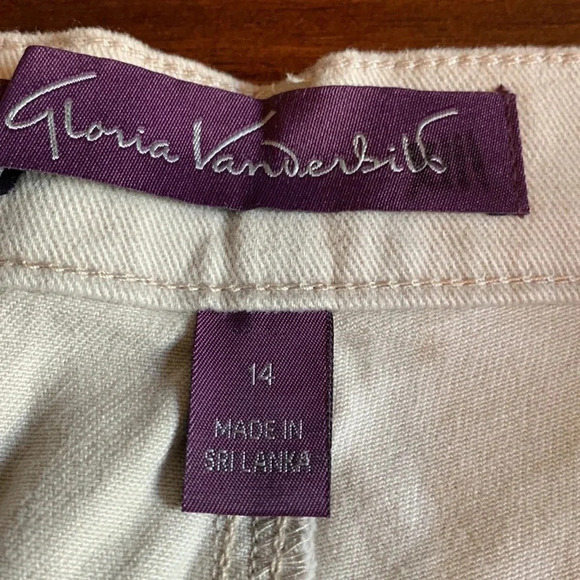 Gloria Vanderbilt
14
MADE IN
SRI LANKA